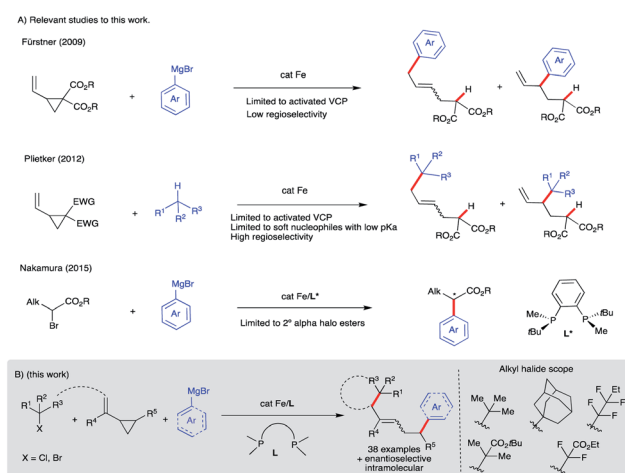 A) Relevant studies to this work.
Fürstner (2009)
CO₂R
CO₂R
+
MgBr
Ar
cat Fe
Limited to activated VCP
Low regioselectivity
Ar
H
RO₂C CO₂R
+
Ar
H
RO₂C CO₂R
Plietker (2012)
EWG
EWG
+
H
R¹ R² R³
cat Fe
Limited to activated VCP
Limited to soft nucleophiles with low pKa
High regioselectivity
R¹ R²
R³
H
RO₂C CO₂R
+
R¹ R²
R³
H
RO₂C CO₂R
Nakamura (2015)
Alk CO₂R
Br
+
MgBr
Ar
cat Fe/L*
Limited to 2º alpha halo esters
Alk * CO₂R
Ar
Me P P tBu
tBu L* Me
B) (this work)
R² R¹ R³
X
X = Cl, Br
+
R⁴ R⁵
+
MgBr
Ar
cat Fe/L
P P
L
R³ R²
R¹
R⁴
Ar
R⁵
38 examples
+ enantioselective
intramolecular
Alkyl halide scope
Me
Me
Me
F Et
F F
F
Me CO₂tBu
Me
F CO₂Et
F